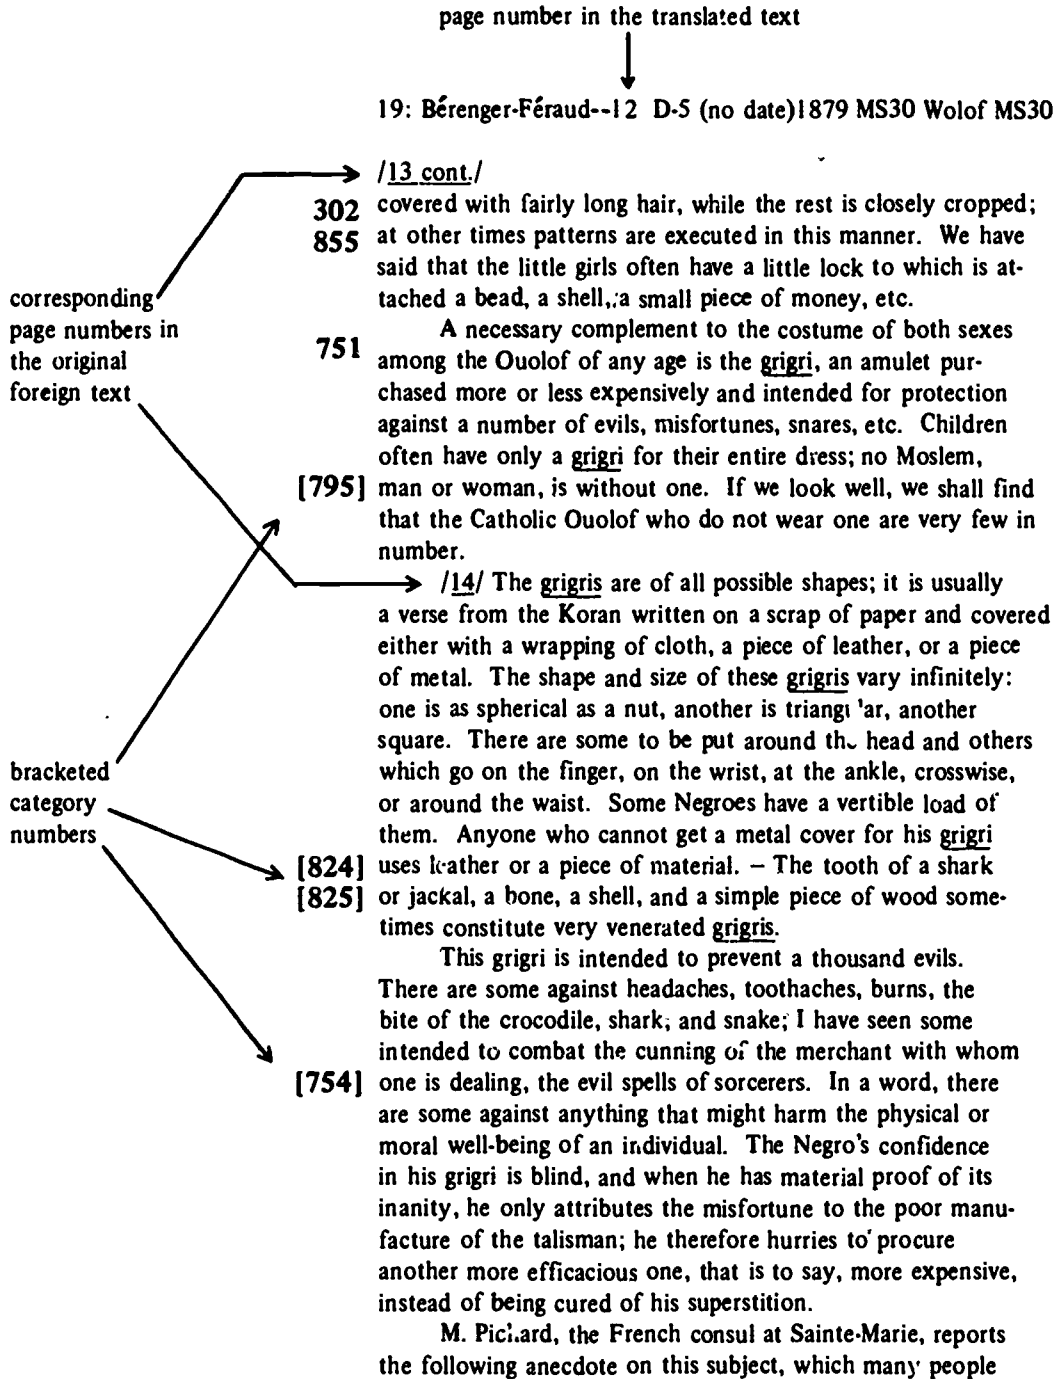 page number in the translated text
19: Bérenger-Féraud--12 D-5 (no date)1879 MS30 Wolof MS30
/13 cont./
302 covered with fairly long hair, while the rest is closely cropped;
855 at other times patterns are executed in this manner. We have
said that the little girls often have a little lock to which is at-
tached a bead, a shell, a small piece of money, etc.
corresponding
page numbers in
the original
foreign text
A necessary complement to the costume of both sexes
751 among the Ouolof of any age is the grigri, an amulet pur-
chased more or less expensively and intended for protection
against a number of evils, misfortunes, snares, etc. Children
often have only a grigri for their entire dress; no Moslem,
[795] man or woman, is without one. If we look well, we shall find
that the Catholic Ouolof who do not wear one are very few in
number.
/14/ The grigris are of all possible shapes; it is usually
a verse from the Koran written on a scrap of paper and covered
either with a wrapping of cloth, a piece of leather, or a piece
of metal. The shape and size of these grigris vary infinitely:
one is as spherical as a nut, another is triangular, another
square. There are some to be put around the head and others
which go on the finger, on the wrist, at the ankle, crosswise,
or around the waist. Some Negroes have a vertible load of
them. Anyone who cannot get a metal cover for his grigri
bracketed
category
numbers
[824] uses leather or a piece of material. — The tooth of a shark
[825] or jackal, a bone, a shell, and a simple piece of wood some-
times constitute very venerated grigris.
This grigri is intended to prevent a thousand evils.
There are some against headaches, toothaches, burns, the
bite of the crocodile, shark, and snake; I have seen some
intended to combat the cunning of the merchant with whom
[754] one is dealing, the evil spells of sorcerers. In a word, there
are some against anything that might harm the physical or
moral well-being of an individual. The Negro's confidence
in his grigri is blind, and when he has material proof of its
inanity, he only attributes the misfortune to the poor manu-
facture of the talisman; he therefore hurries to procure
another more efficacious one, that is to say, more expensive,
instead of being cured of his superstition.
M. Pichard, the French consul at Sainte-Marie, reports
the following anecdote on this subject, which many people